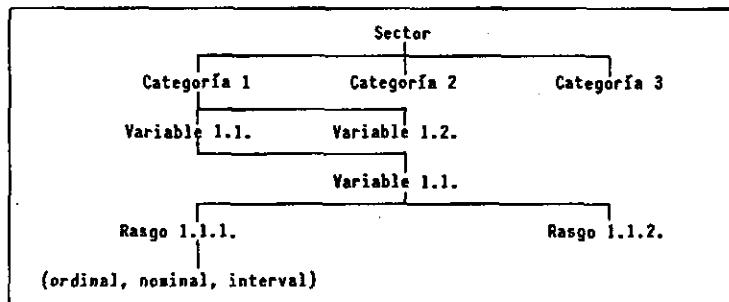 Sector
Categoría 1 Categoría 2 Categoría 3
Variable 1.1. Variable 1.2.
Variable 1.1.
Rasgo 1.1.1. Rasgo 1.1.2.
(ordinal, nominal, interval)